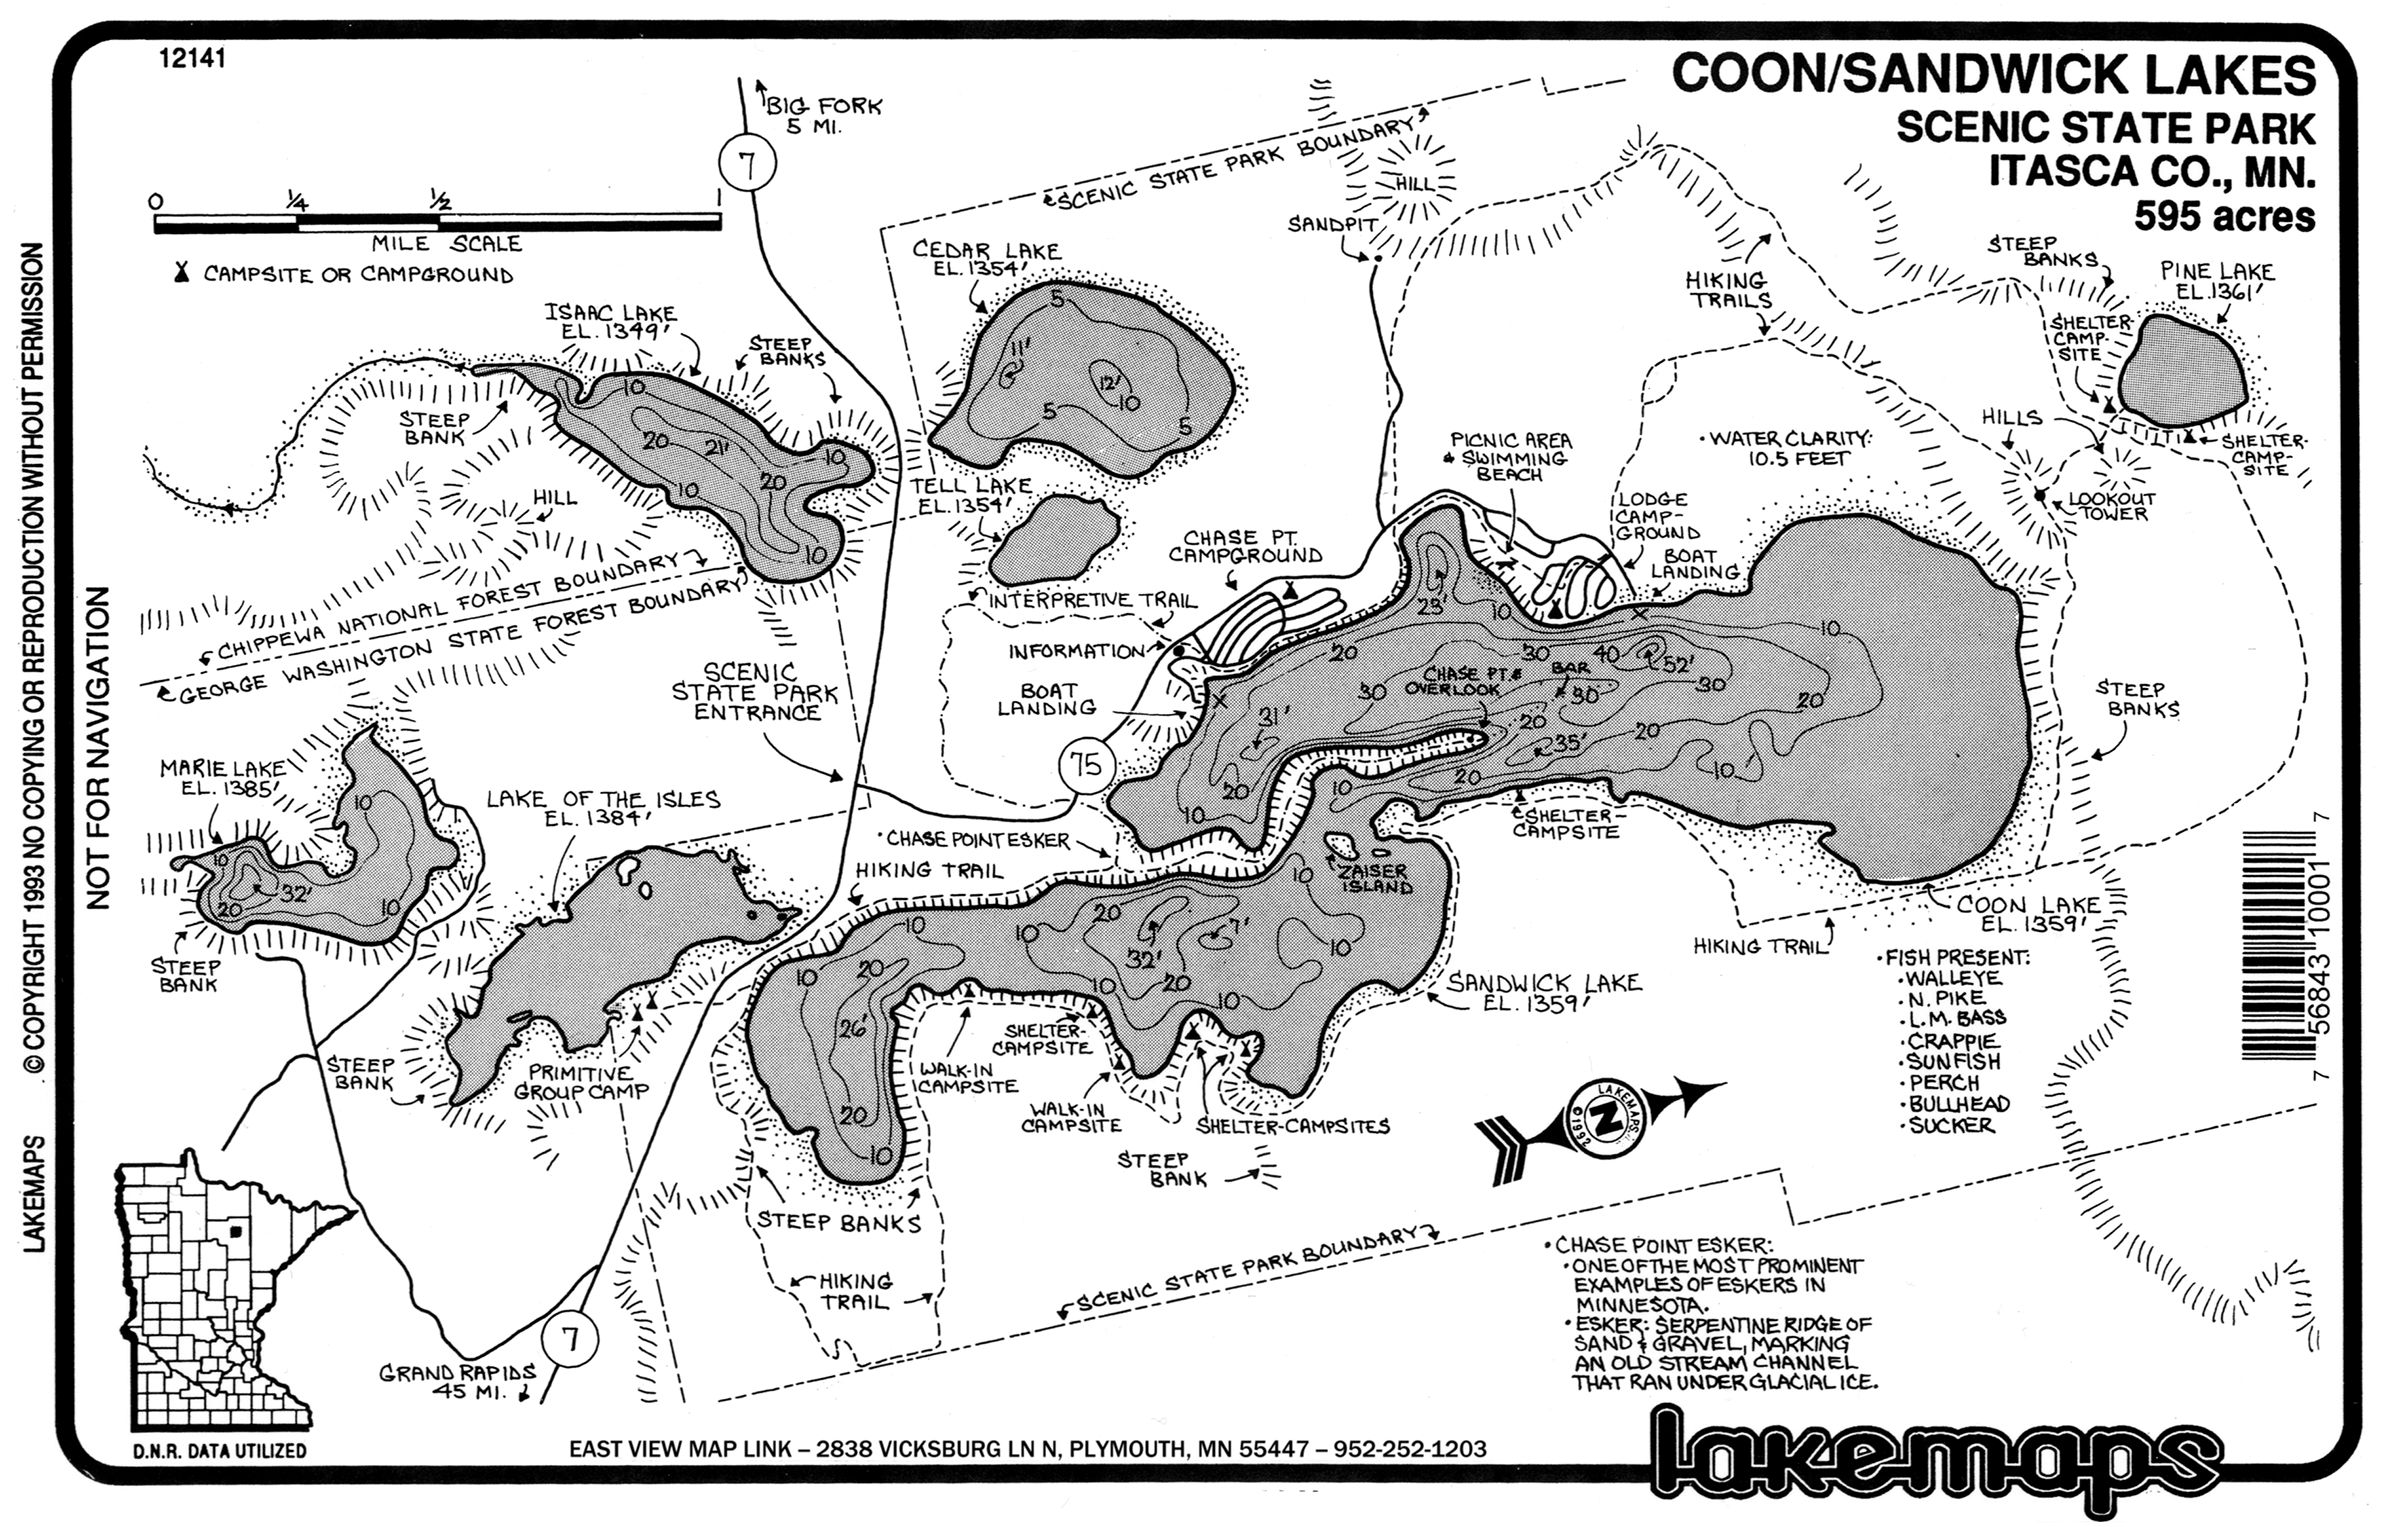 12141
COON/SANDWICK LAKES
SCENIC STATE PARK
ITASCA CO., MN.
595 acres
BIG FORK
5 MI.
7
0 1/4 1/2 1
MILE SCALE
CAMPSITE OR CAMPGROUND
SCENIC STATE PARK BOUNDARY
HILL
SANDPIT
CEDAR LAKE
EL. 1354'
5
11'
12'
10
5
5
HIKING
TRAILS
STEEP
BANKS
PINE LAKE
EL. 1361'
SHELTER-
CAMP-
SITE
SHELTER-
CAMP-
SITE
HILLS
LOOKOUT
TOWER
ISAAC LAKE
EL. 1349'
STEEP
BANKS
STEEP
BANK
10
20
21'
10
20
10
10
HILL
TELL LAKE
EL. 1354'
PICNIC AREA
& SWIMMING
BEACH
• WATER CLARITY:
10.5 FEET
LODGE
CAMP-
GROUND
BOAT
LANDING
CHASE PT.
CAMPGROUND
INTERPRETIVE TRAIL
INFORMATION
BOAT
LANDING
CHIPPEWA NATIONAL FOREST BOUNDARY
GEORGE WASHINGTON STATE FOREST BOUNDARY
SCENIC
STATE PARK
ENTRANCE
75
23'
10
10
20
30
40
52'
CHASE PT. &
OVERLOOK
BAR
30
30
30
20
31'
20
35'
20
20
10
20
10
10
STEEP
BANKS
MARIE LAKE
EL. 1385'
10
10
32'
20
10
STEEP
BANK
LAKE OF THE ISLES
EL. 1384'
• CHASE POINT ESKER
HIKING TRAIL
SHELTER-
CAMPSITE
ZAISER
ISLAND
10
COON LAKE
EL. 1359'
HIKING TRAIL
10
20
10
7'
10
32'
20
10
10
10
20
26'
20
10
SANDWICK LAKE
EL. 1359'
• FISH PRESENT:
• WALLEYE
• N. PIKE
• L.M. BASS
• CRAPPIE
• SUNFISH
• PERCH
• BULLHEAD
• SUCKER
STEEP
BANK
PRIMITIVE
GROUP CAMP
WALK-IN
CAMPSITE
SHELTER-
CAMPSITE
WALK-IN
CAMPSITE
SHELTER-CAMPSITES
STEEP
BANK
LAKEMAPS
N
© 1992
STEEP BANKS
HIKING
TRAIL
SCENIC STATE PARK BOUNDARY
• CHASE POINT ESKER:
• ONE OF THE MOST PROMINENT
EXAMPLES OF ESKERS IN
MINNESOTA.
• ESKER: SERPENTINE RIDGE OF
SAND & GRAVEL, MARKING
AN OLD STREAM CHANNEL
THAT RAN UNDER GLACIAL ICE.
7
GRAND RAPIDS
45 MI.
D.N.R. DATA UTILIZED
EAST VIEW MAP LINK – 2838 VICKSBURG LN N, PLYMOUTH, MN 55447 – 952-252-1203
lakemaps
LAKEMAPS © COPYRIGHT 1993 NO COPYING OR REPRODUCTION WITHOUT PERMISSION
NOT FOR NAVIGATION
7 56843 10001 7